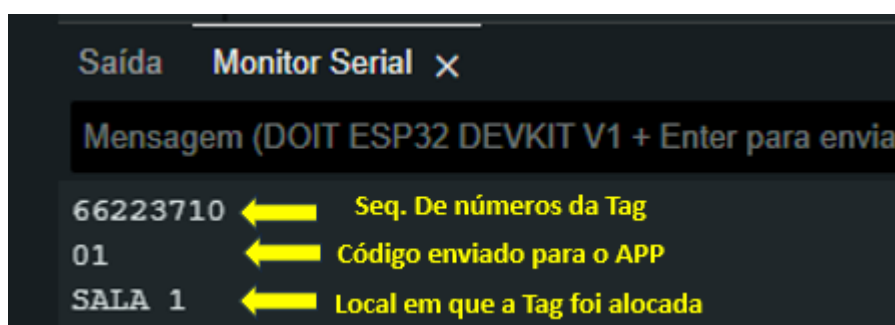 Saída Monitor Serial ×
Mensagem (DOIT ESP32 DEVKIT V1 + Enter para envia
66223710 Seq. De números da Tag
01 Código enviado para o APP
SALA 1 Local em que a Tag foi alocada